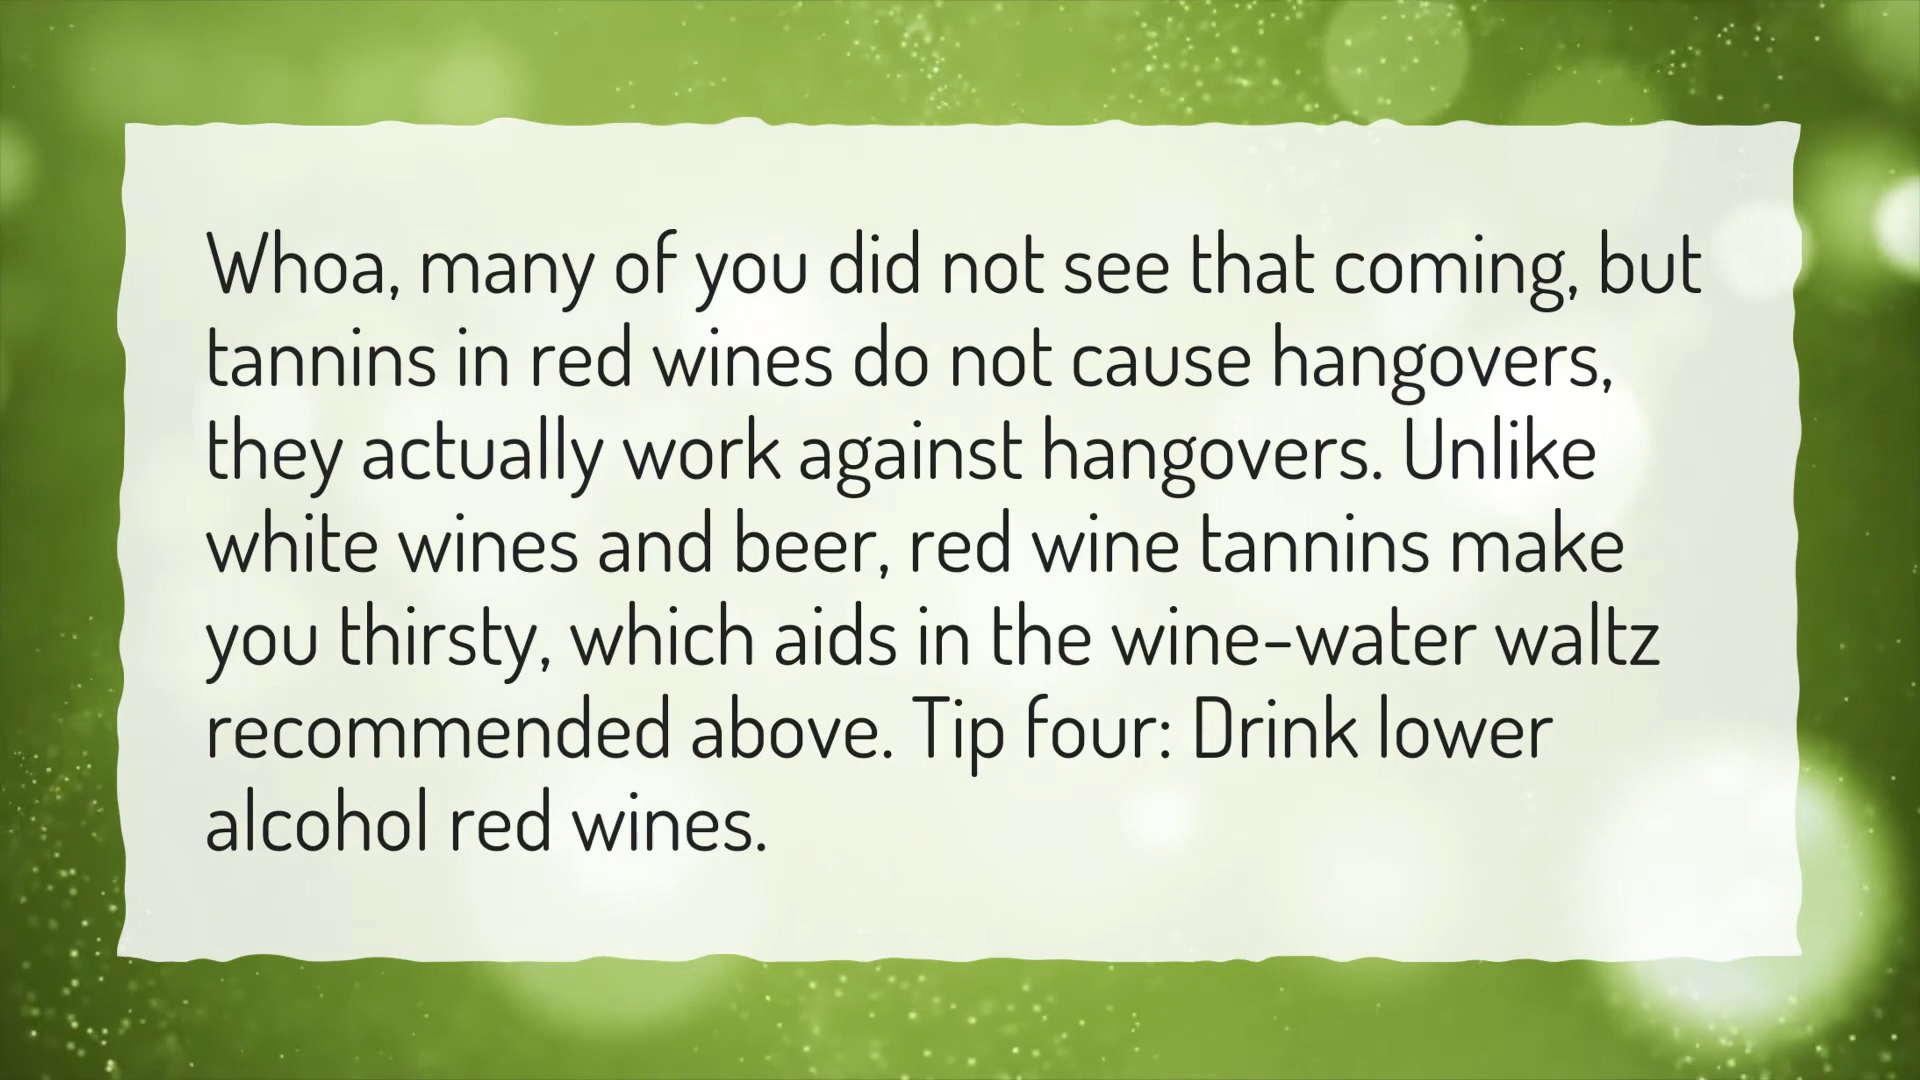 Whoa, many of you did not see that coming, but
tannins in red wines do not cause hangovers,
they actually work against hangovers. Unlike
white wines and beer, red wine tannins make
you thirsty, which aids in the wine-water waltz
recommended above. Tip four: Drink lower
alcohol red wines.